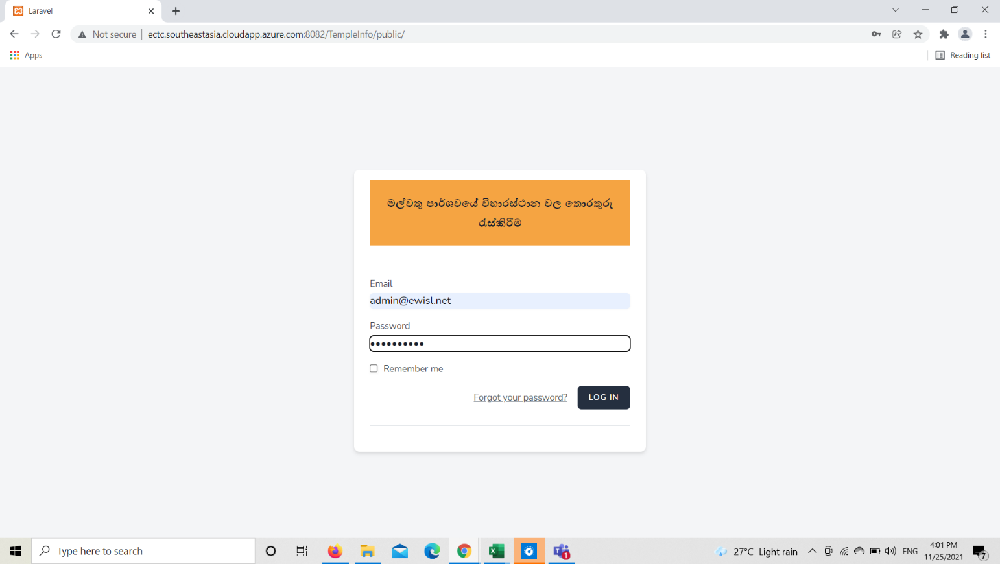 Laravel
Not secure
ectc.southeastasia.cloudapp.azure.com:8082/TempleInfo/public/
Apps
Reading list
මල්වතු පාර්ශවයේ විහාරස්ථාන වල තොරතුරු
රැස්කිරීම
Email
admin@ewisl.net
Password
Remember me
Forgot your password?
LOG IN
Type here to search
1
27°C Light rain
ENG
4:01 PM
11/25/2021
7